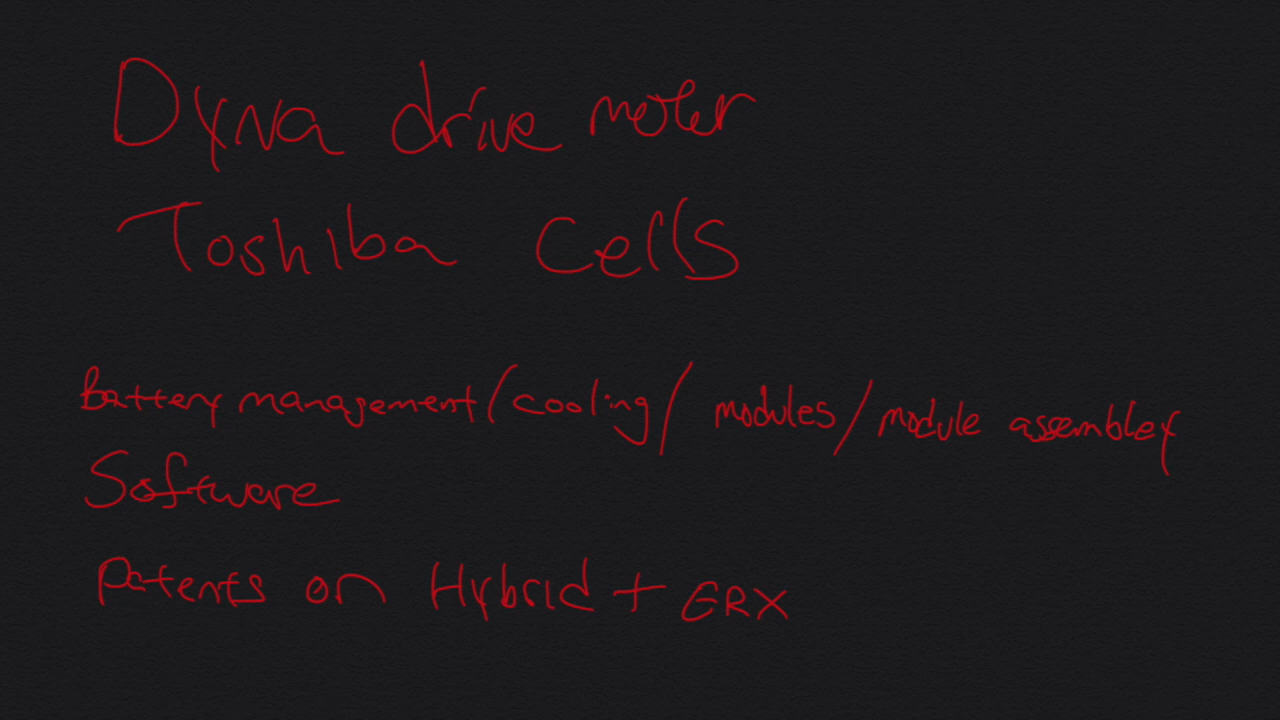 Dyna drive moter
Toshiba Cells
Battery management/cooling/ modules/module assembley
Software
Patents on Hybrid + ERX